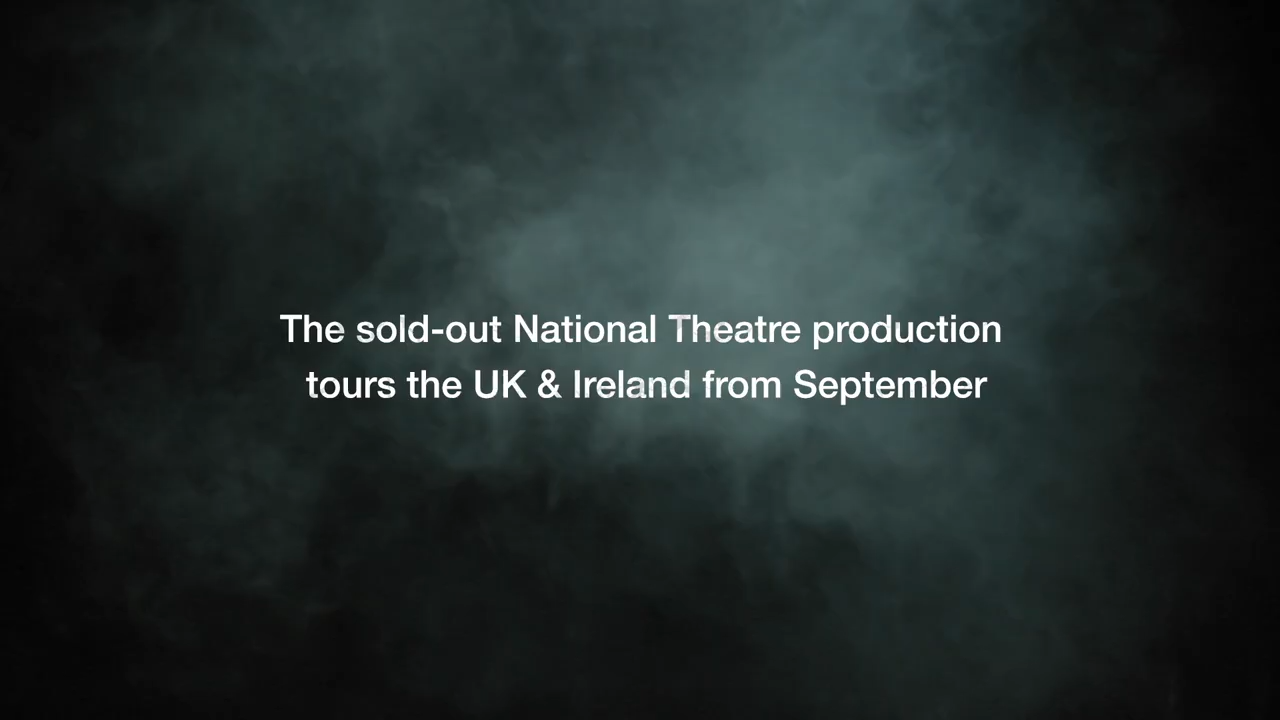 The sold-out National Theatre production
tours the UK & Ireland from September